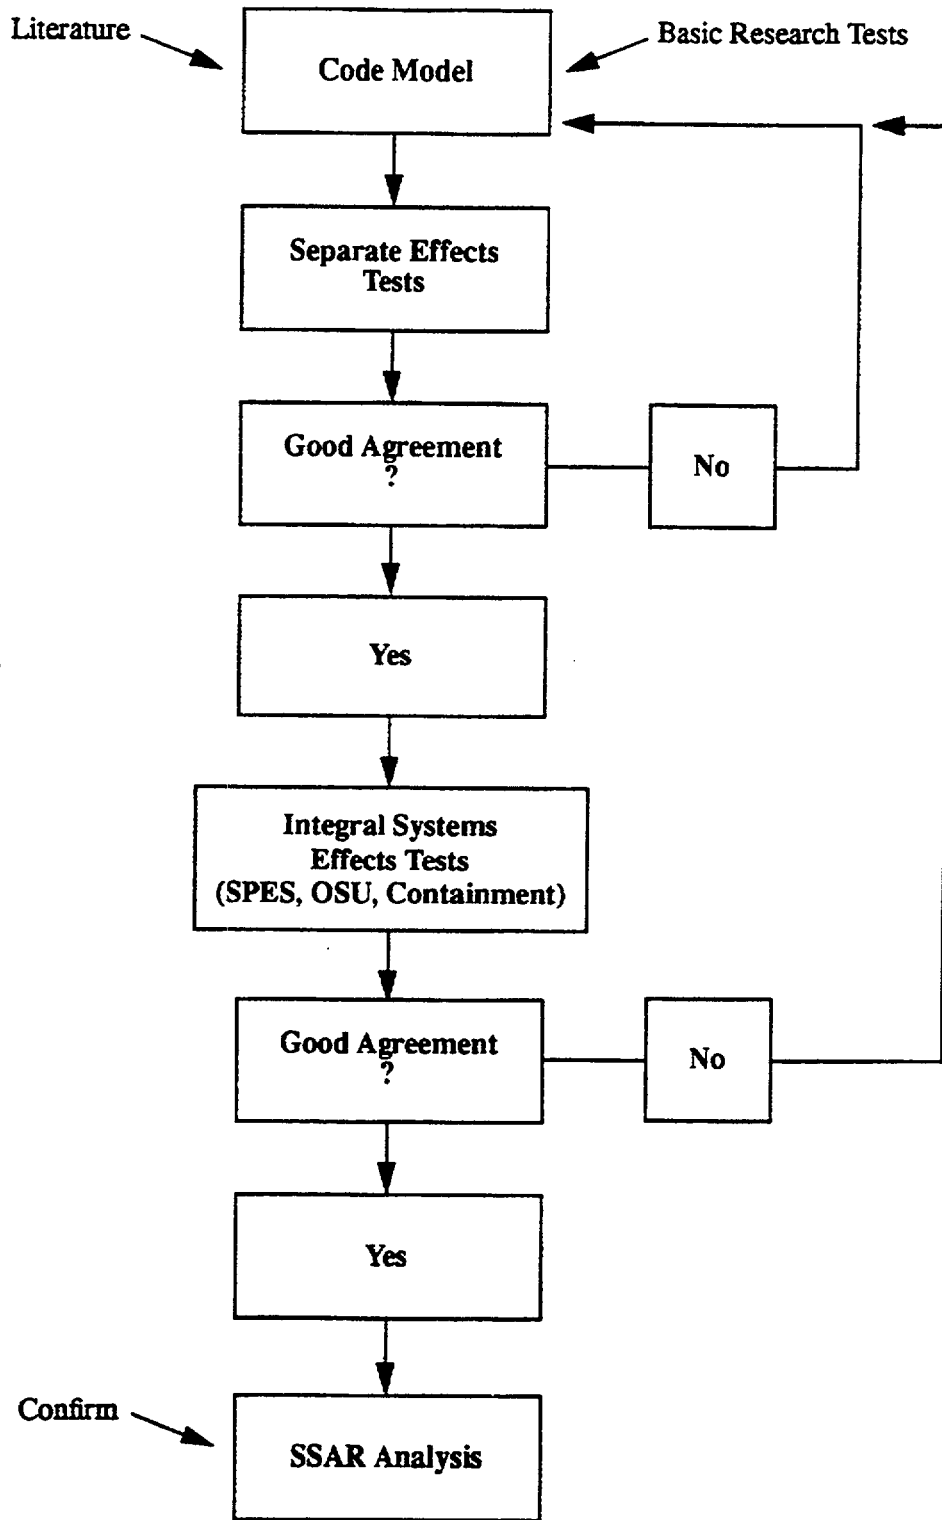 Literature
Basic Research Tests
Code Model
Separate Effects
Tests
Good Agreement
?
No
Yes
Integral Systems
Effects Tests
(SPES, OSU, Containment)
Good Agreement
?
No
Yes
Confirm
SSAR Analysis